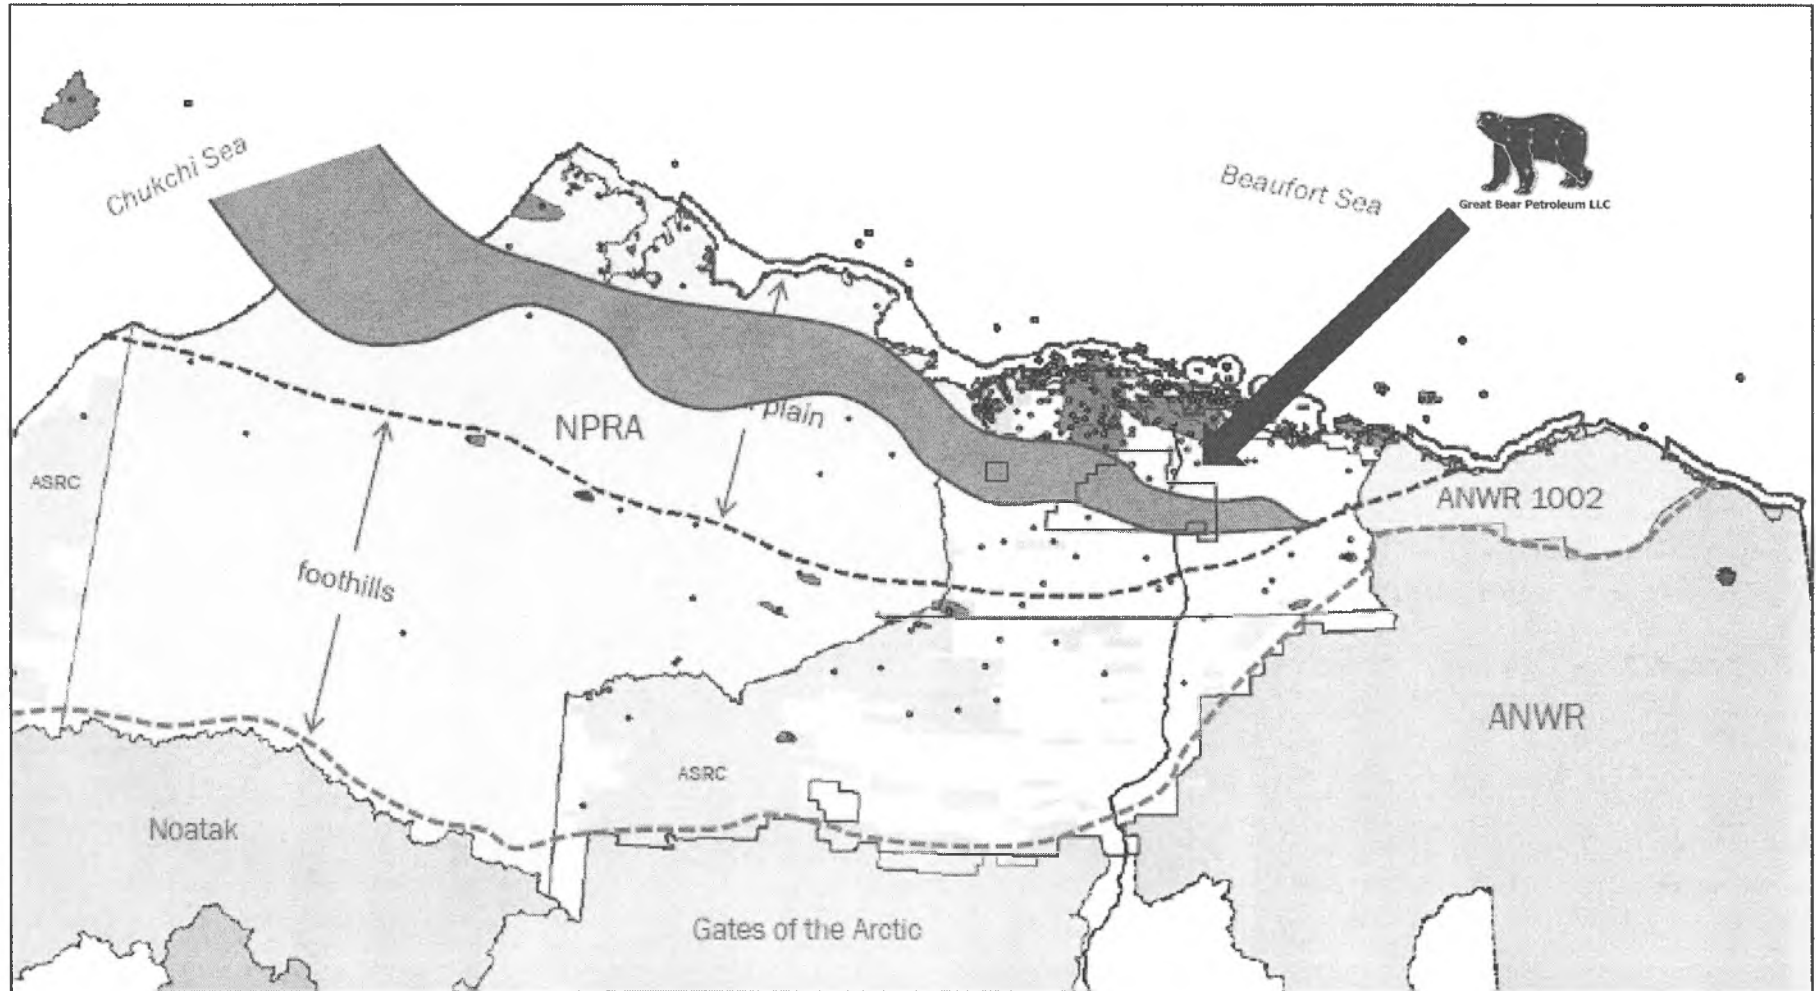 Chukchi Sea
Beaufort Sea
Great Bear Petroleum LLC
NPRA
plain
ASRC
ANWR 1002
foothills
ANWR
ASRC
Noatak
Gates of the Arctic